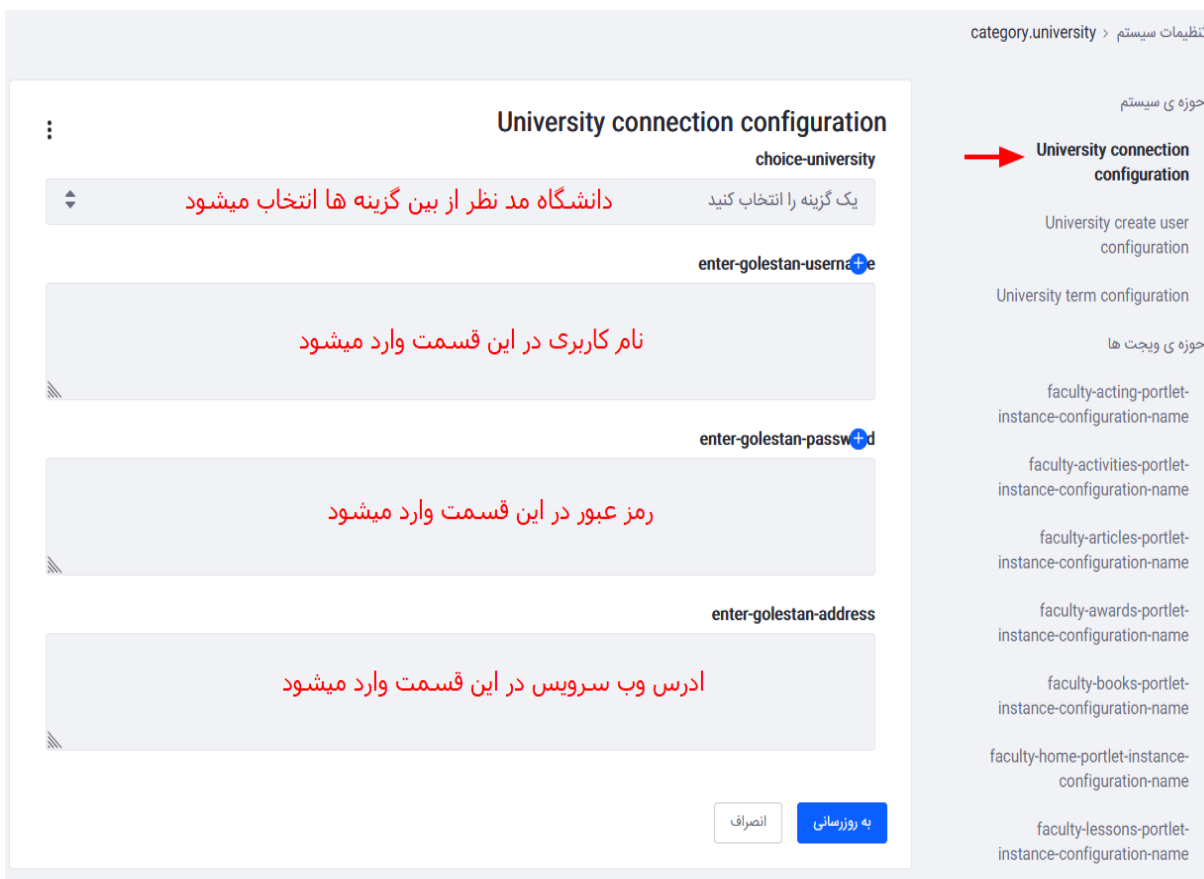 تنظیمات سیستم > category.university
حوزه ی سیستم
University connection
configuration
University create user
configuration
University term configuration
حوزه ی ویجت ها
faculty-acting-portlet-
instance-configuration-name
faculty-activities-portlet-
instance-configuration-name
faculty-articles-portlet-
instance-configuration-name
faculty-awards-portlet-
instance-configuration-name
faculty-books-portlet-
instance-configuration-name
faculty-home-portlet-instance-
configuration-name
faculty-lessons-portlet-
instance-configuration-name
University connection configuration
choice-university
یک گزینه را انتخاب کنید
دانشگاه مد نظر از بین گزینه ها انتخاب میشود
enter-golestan-username
نام کاربری در این قسمت وارد میشود
enter-golestan-password
رمز عبور در این قسمت وارد میشود
enter-golestan-address
ادرس وب سرویس در این قسمت وارد میشود
به روزرسانی
انصراف